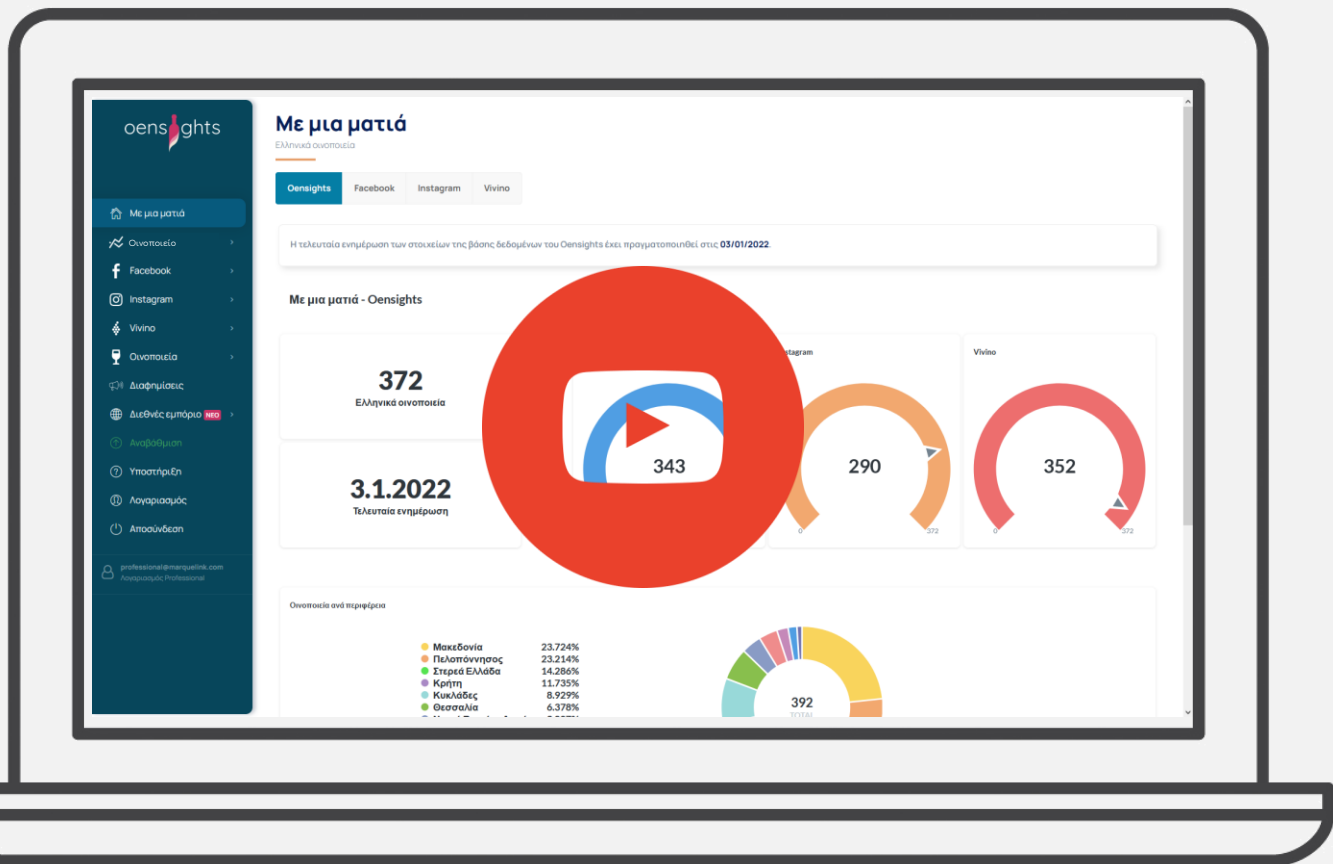 oensights
Με μια ματιά
Ελληνικά οινοποιεία
Oensights Facebook Instagram Vivino
Με μια ματιά
Οινοποιείο
Facebook
Instagram
Vivino
Οινοποιεία
Διαφημίσεις
Διεθνές εμπόριο ΝΕΟ
Αναβάθμιση
Υποστήριξη
Λογαριασμός
Αποσύνδεση
professional@marquelink.com
Λογαριασμός Professional
Η τελευταία ενημέρωση των στοιχείων της βάσης δεδομένων του Oensights έχει πραγματοποιηθεί στις 03/01/2022.
Με μια ματιά - Oensights
372
Ελληνικά οινοποιεία
3.1.2022
Τελευταία ενημέρωση
343
stagram
290
0 372
Vivino
352
0 372
Οινοποιεία ανά περιφέρεια
Μακεδονία 23.724%
Πελοπόννησος 23.214%
Στερεά Ελλάδα 14.286%
Κρήτη 11.735%
Κυκλάδες 8.929%
Θεσσαλία 6.378%
392
TOTAL